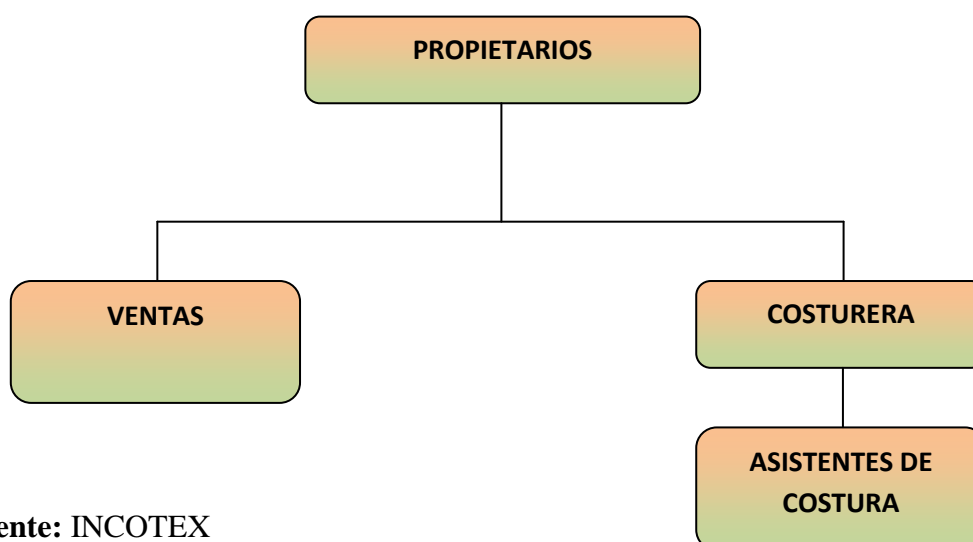 PROPIETARIOS
VENTAS
COSTURERA
ASISTENTES DE
COSTURA
ente: INCOTEX